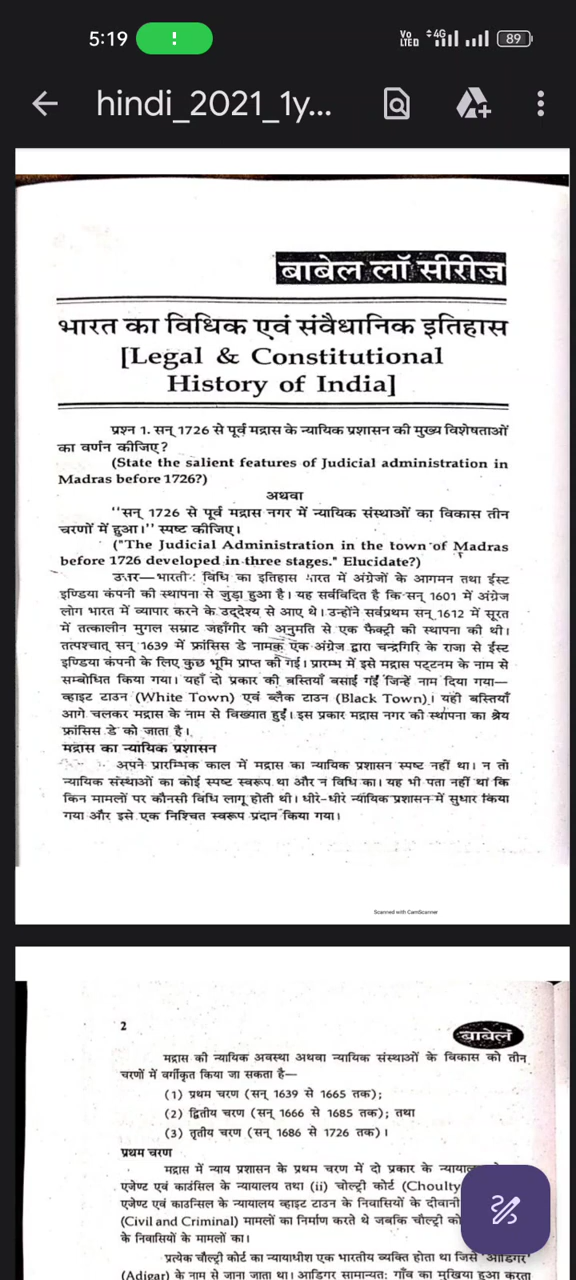 5:19
Vo LTED 4G 89
hindi_2021_1y...
बाबेल लॉ सीरीज
भारत का विधिक एवं संवैधानिक इतिहास
[Legal & Constitutional
History of India]
प्रश्न 1. सन् 1726 से पूर्व मद्रास के न्यायिक प्रशासन की मुख्य विशेषताओं
का वर्णन कीजिए?
(State the salient features of Judicial administration in
Madras before 1726?)
अथवा
"सन् 1726 से पूर्व मद्रास नगर में न्यायिक संस्थाओं का विकास तीन
चरणों में हुआ।" स्पष्ट कीजिए।
("The Judicial Administration in the town of Madras
before 1726 developed in three stages." Elucidate?)
उत्तर—भारतीय विधि का इतिहास भारत में अंग्रेजों के आगमन तथा ईस्ट
इण्डिया कंपनी की स्थापना से जुड़ा हुआ है। यह सर्वविदित है कि सन् 1601 में अंग्रेज
लोग भारत में व्यापार करने के उद्देश्य से आए थे। उन्होंने सर्वप्रथम सन् 1612 में सूरत
में तत्कालीन मुगल सम्राट जहाँगीर की अनुमति से एक फैक्ट्री की स्थापना की थी।
तत्पश्चात् सन् 1639 में फ्रांसिस डे नामक एक अंग्रेज द्वारा चन्द्रगिरि के राजा से ईस्ट
इण्डिया कंपनी के लिए कुछ भूमि प्राप्त की गई। प्रारम्भ में इसे मद्रास पट्टनम के नाम से
सम्बोधित किया गया। यहाँ दो प्रकार की बस्तियाँ बसाई गईं जिन्हें नाम दिया गया—
व्हाइट टाउन (White Town) एवं ब्लैक टाउन (Black Town)। यही बस्तियाँ
आगे चलकर मद्रास के नाम से विख्यात हुईं। इस प्रकार मद्रास नगर की स्थापना का श्रेय
फ्रांसिस डे को जाता है।
मद्रास का न्यायिक प्रशासन
अपने प्रारम्भिक काल में मद्रास का न्यायिक प्रशासन स्पष्ट नहीं था। न तो
न्यायिक संस्थाओं का कोई स्पष्ट स्वरूप था और न विधि का। यह भी पता नहीं था कि
किन मामलों पर कौनसी विधि लागू होती थी। धीरे-धीरे न्यायिक प्रशासन में सुधार किया
गया और इसे एक निश्चित स्वरूप प्रदान किया गया।
Scanned with CamScanner
2
बाबेल
मद्रास की न्यायिक अवस्था अथवा न्यायिक संस्थाओं के विकास को तीन
चरणों में वर्गीकृत किया जा सकता है—
(1) प्रथम चरण (सन् 1639 से 1665 तक);
(2) द्वितीय चरण (सन् 1666 से 1685 तक); तथा
(3) तृतीय चरण (सन् 1686 से 1726 तक)।
प्रथम चरण
मद्रास में न्याय प्रशासन के प्रथम चरण में दो प्रकार के
एजेण्ट एवं काउंसिल के न्यायालय तथा (ii) चोल्ट्री कोर्ट (Choulty
एजेण्ट एवं काउन्सिल के न्यायालय व्हाइट टाउन के निवासियों के दीवानी
(Civil and Criminal) मामलों का निर्माण करते थे जबकि चौल्ट्री
के निवासियों के मामलों का।
प्रत्येक चौल्ट्री कोर्ट का न्यायाधीश एक भारतीय व्यक्ति होता था जिसे 'आडिगर'
(Adigar) के नाम से जाना जाता था। आडिगर सामान्यतः गाँव का मुखिया हुआ करता